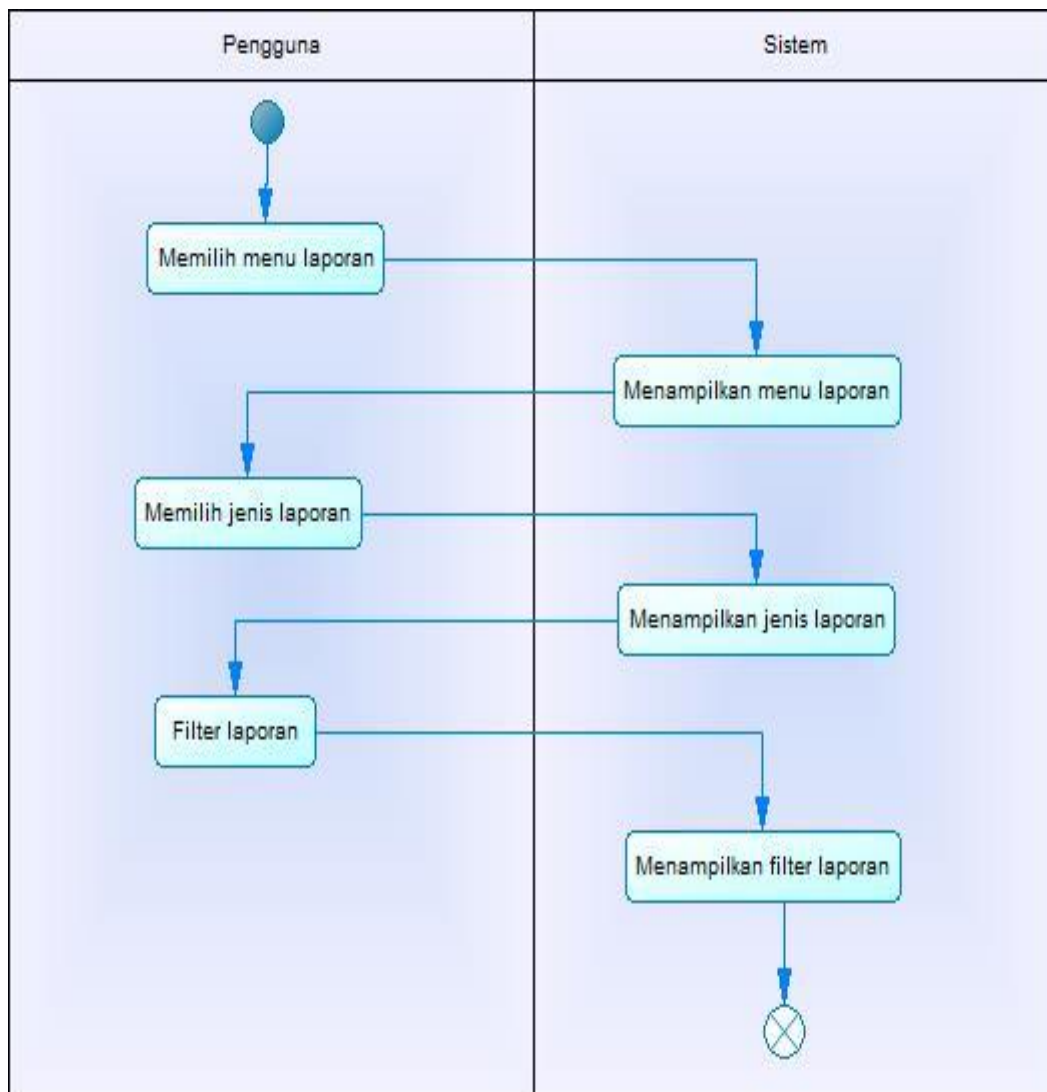 Pengguna
Sistem
Memilih menu laporan
Menampilkan menu laporan
Memilih jenis laporan
Menampilkan jenis laporan
Filter laporan
Menampilkan filter laporan